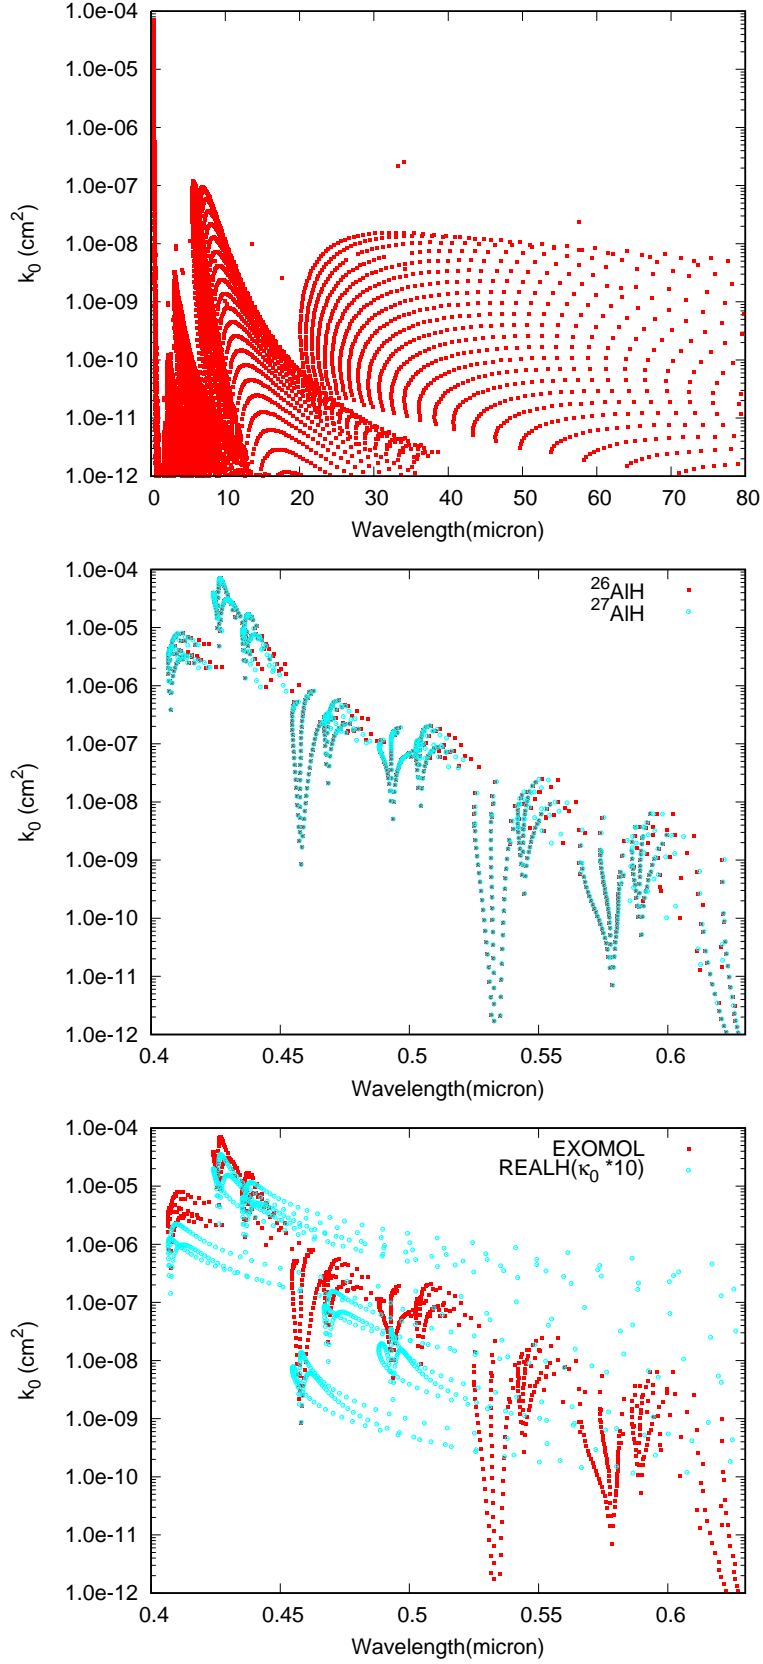 1.0e-04
1.0e-05
1.0e-06
1.0e-07
1.0e-08
1.0e-09
1.0e-10
1.0e-11
1.0e-12
k₀ (cm²)
0 10 20 30 40 50 60 70 80
Wavelength(micron)
1.0e-04
1.0e-05
1.0e-06
1.0e-07
1.0e-08
1.0e-09
1.0e-10
1.0e-11
1.0e-12
k₀ (cm²)
²⁶AlH
²⁷AlH
0.4 0.45 0.5 0.55 0.6
Wavelength(micron)
1.0e-04
1.0e-05
1.0e-06
1.0e-07
1.0e-08
1.0e-09
1.0e-10
1.0e-11
1.0e-12
k₀ (cm²)
EXOMOL
REALH(κ₀ *10)
0.4 0.45 0.5 0.55 0.6
Wavelength(micron)